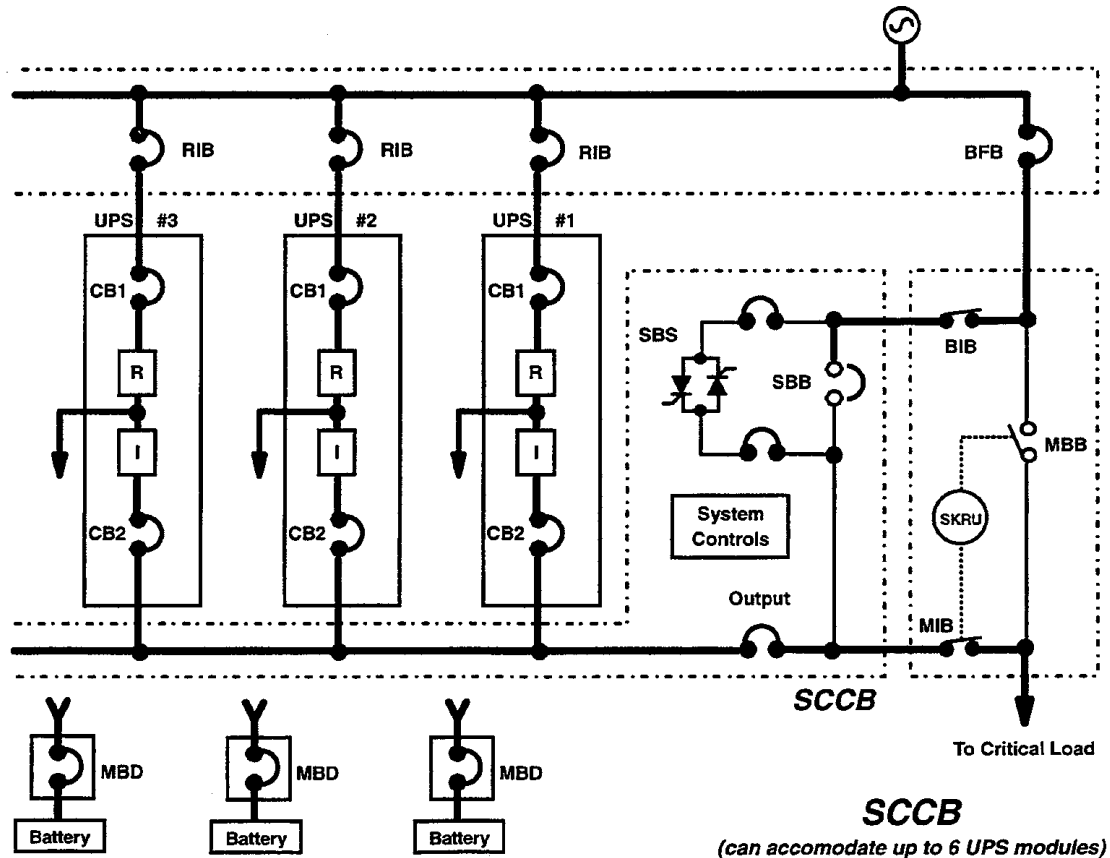 RIB
RIB
RIB
BFB
UPS #3
UPS #2
UPS #1
CB1
CB1
CB1
SBS
BIB
SBB
R
R
R
MBB
I
I
I
System
Controls
SKRU
CB2
CB2
CB2
Output
MIB
SCCB
To Critical Load
MBD
MBD
MBD
Battery
Battery
Battery
SCCB
(can accomodate up to 6 UPS modules)